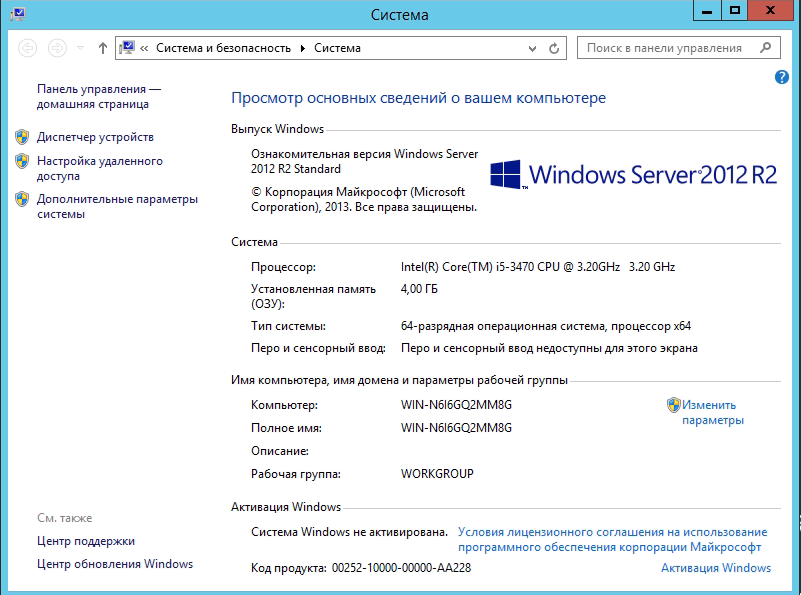 Система
Система и безопасность
Система
Поиск в панели управления
Панель управления —
домашняя страница
Диспетчер устройств
Настройка удаленного
доступа
Дополнительные параметры
системы
Просмотр основных сведений о вашем компьютере
Выпуск Windows
Ознакомительная версия Windows Server
2012 R2 Standard
© Корпорация Майкрософт (Microsoft
Corporation), 2013. Все права защищены.
Windows Server 2012 R2
Система
Процессор: Intel(R) Core(TM) i5-3470 CPU @ 3.20GHz 3.20 GHz
Установленная память 4,00 ГБ
(ОЗУ):
Тип системы: 64-разрядная операционная система, процессор x64
Перо и сенсорный ввод: Перо и сенсорный ввод недоступны для этого экрана
Имя компьютера, имя домена и параметры рабочей группы
Компьютер: WIN-N6I6GQ2MM8G
Изменить
параметры
Полное имя: WIN-N6I6GQ2MM8G
Описание:
Рабочая группа: WORKGROUP
Активация Windows
Система Windows не активирована. Условия лицензионного соглашения на использование
программного обеспечения корпорации Майкрософт
Код продукта: 00252-10000-00000-AA228 Активация Windows
См. также
Центр поддержки
Центр обновления Windows